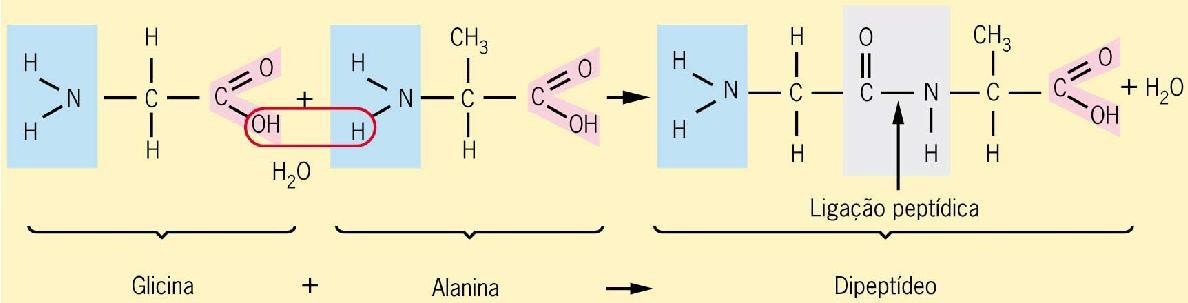 H H CH₃ H O CH₃
H O H O H O
N C C + N C C N C C N C C + H₂O
H OH H OH H OH
H H H H H
H₂O
Ligação peptídica
Glicina + Alanina Dipeptídeo